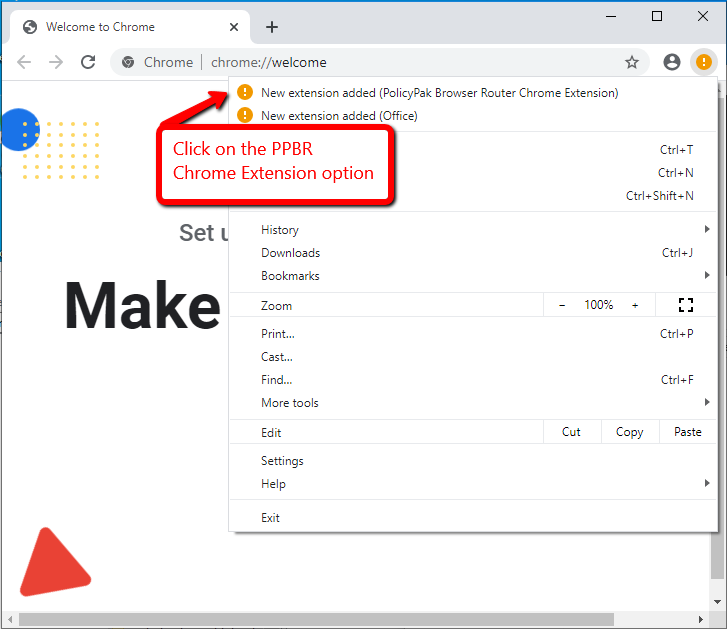 Welcome to Chrome
Chrome | chrome://welcome
New extension added (PolicyPak Browser Router Chrome Extension)
New extension added (Office)
Click on the PPBR
Chrome Extension option
Ctrl+T
Ctrl+N
Ctrl+Shift+N
Set u
History
Downloads Ctrl+J
Bookmarks
Make
Zoom − 100% +
Print... Ctrl+P
Cast...
Find... Ctrl+F
More tools
Edit Cut Copy Paste
Settings
Help
Exit